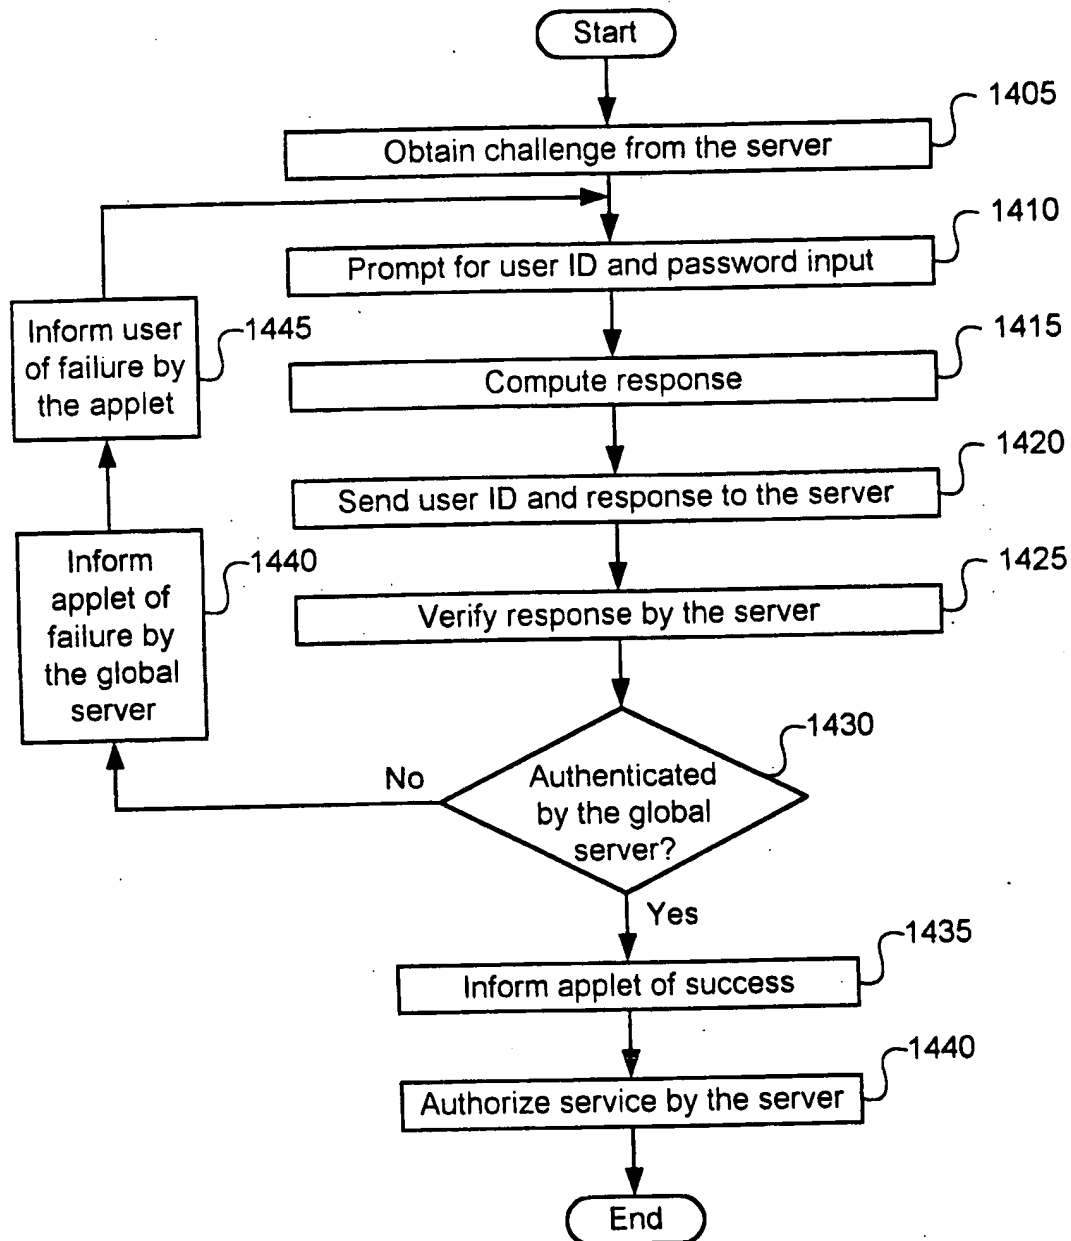 Start
1405
Obtain challenge from the server
1410
Prompt for user ID and password input
1415
Compute response
1420
Send user ID and response to the server
1425
Verify response by the server
1430
Authenticated
by the global
server?
No
Inform
applet of
failure by
the global
server
1440
Inform user
of failure by
the applet
1445
Yes
1435
Inform applet of success
1440
Authorize service by the server
End